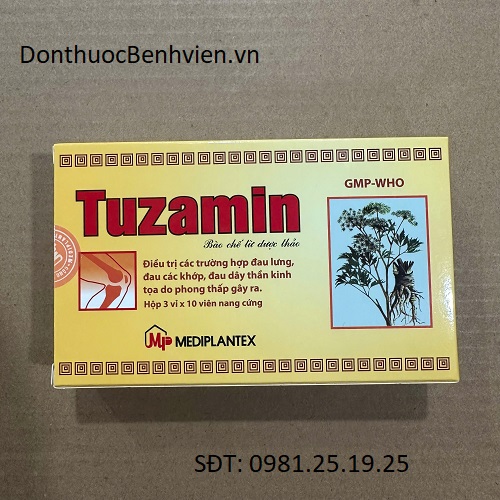 DonthuocBenhvien.vn
Tuzamin
GMP-WHO
Bào chế từ dược thảo
Điều trị các trường hợp đau lưng,
đau các khớp, đau dây thần kinh
tọa do phong thấp gây ra.
Hộp 3 vỉ x 10 viên nang cứng
MP MEDIPLANTEX
SĐT: 0981.25.19.25